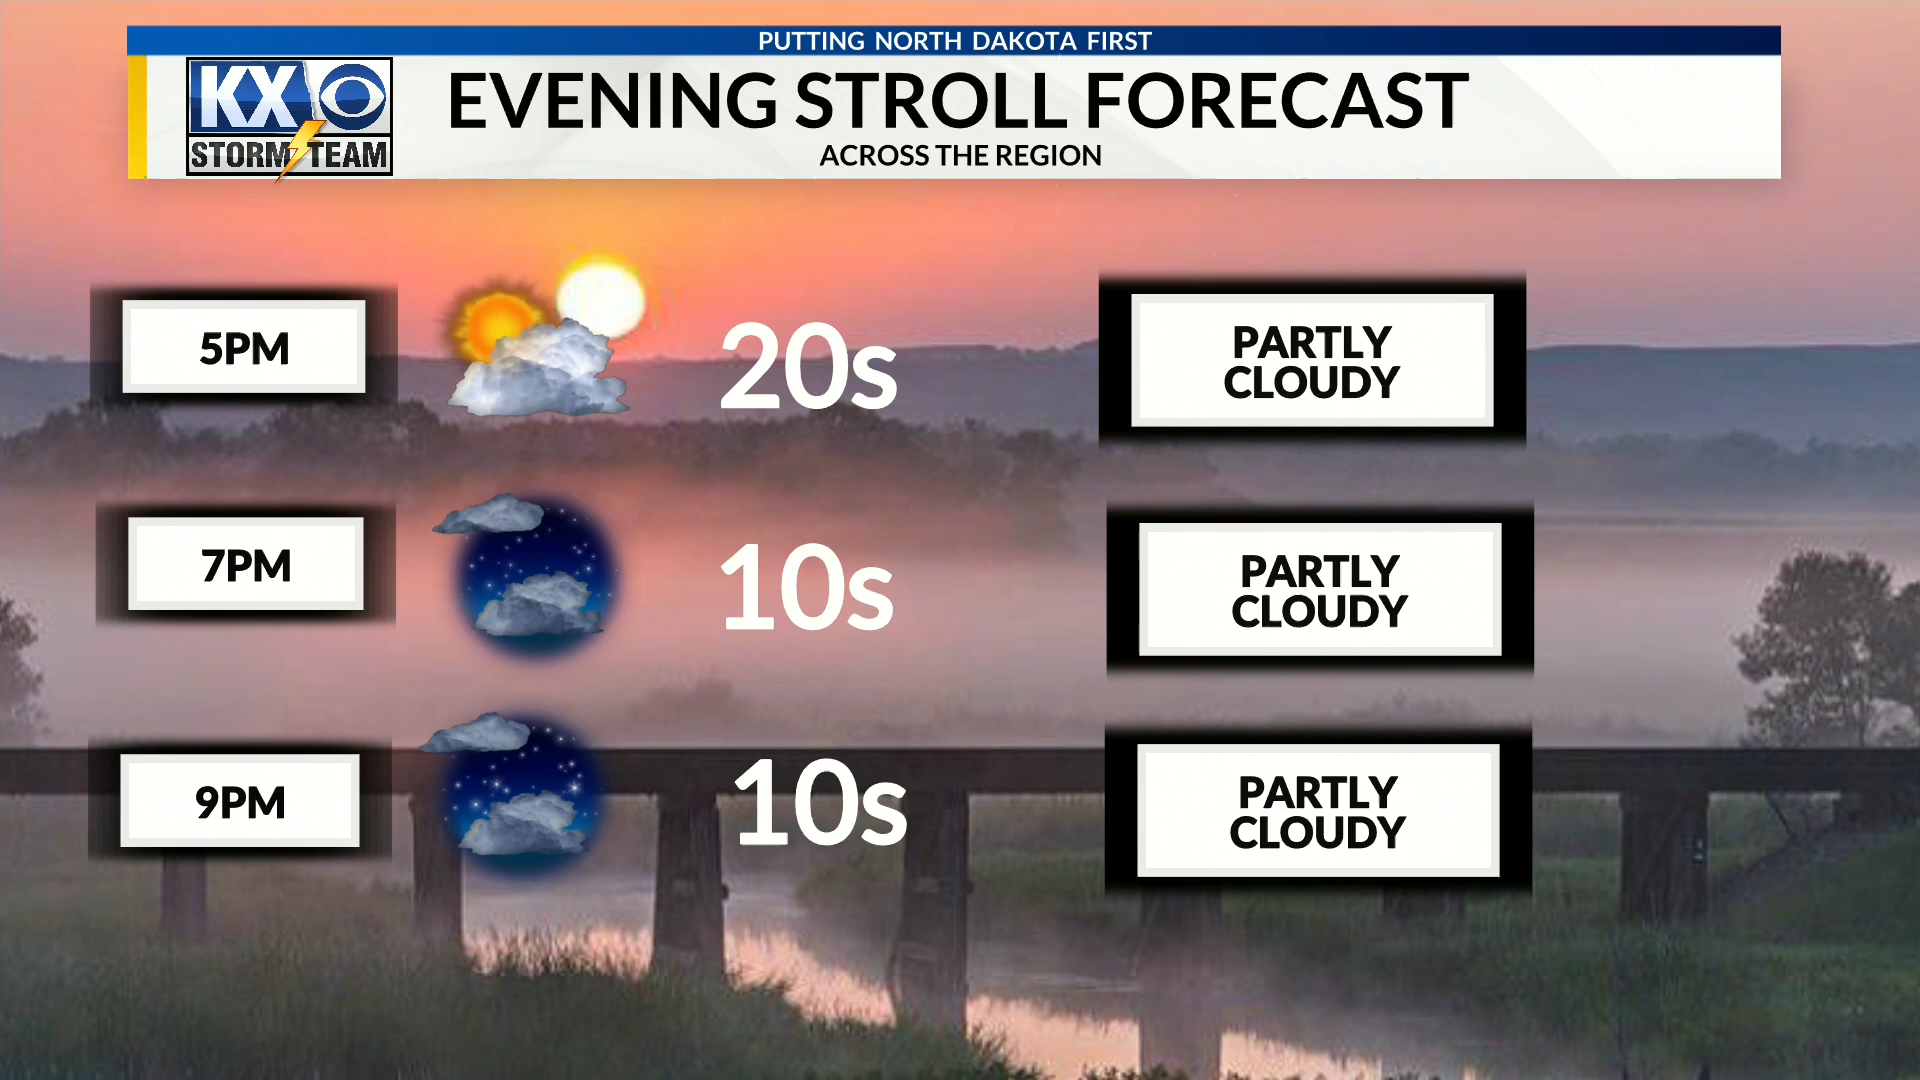 PUTTING NORTH DAKOTA FIRST
KX
STORM TEAM
EVENING STROLL FORECAST
ACROSS THE REGION
5PM
20s
PARTLY
CLOUDY
7PM
10s
PARTLY
CLOUDY
9PM
10s
PARTLY
CLOUDY